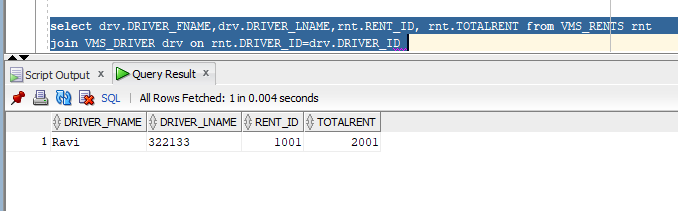 select drv.DRIVER_FNAME,drv.DRIVER_LNAME,rnt.RENT_ID, rnt.TOTALRENT from VMS_RENTS rnt
join VMS_DRIVER drv on rnt.DRIVER_ID=drv.DRIVER_ID
Script Output x Query Result x
SQL | All Rows Fetched: 1 in 0.004 seconds
DRIVER_FNAME DRIVER_LNAME RENT_ID TOTALRENT
1 Ravi 322133 1001 2001